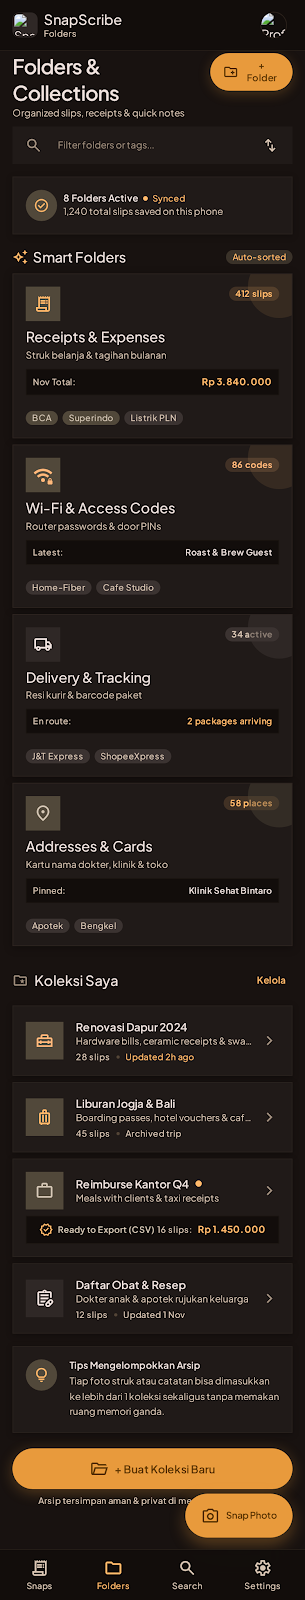 SnapScribe
Folders
Folders &
Collections
+
Folder
Organized slips, receipts & quick notes
Filter folders or tags...
8 Folders Active • Synced
1,240 total slips saved on this phone
Smart Folders
Auto-sorted
412 slips
Receipts & Expenses
Struk belanja & tagihan bulanan
Nov Total: Rp 3.840.000
BCA Superindo Listrik PLN
86 codes
Wi-Fi & Access Codes
Router passwords & door PINs
Latest: Roast & Brew Guest
Home-Fiber Cafe Studio
34 active
Delivery & Tracking
Resi kurir & barcode paket
En route: 2 packages arriving
J&T Express ShopeeXpress
58 places
Addresses & Cards
Kartu nama dokter, klinik & toko
Pinned: Klinik Sehat Bintaro
Apotek Bengkel
Koleksi Saya
Kelola
Renovasi Dapur 2024
Hardware bills, ceramic receipts & swa...
28 slips • Updated 2h ago
Liburan Jogja & Bali
Boarding passes, hotel vouchers & caf...
45 slips • Archived trip
Reimburse Kantor Q4
Meals with clients & taxi receipts
Ready to Export (CSV) 16 slips: Rp 1.450.000
Daftar Obat & Resep
Dokter anak & apotek rujukan keluarga
12 slips • Updated 1 Nov
Tips Mengelompokkan Arsip
Tiap foto struk atau catatan bisa dimasukkan
ke lebih dari 1 koleksi sekaligus tanpa memakan
ruang memori ganda.
+ Buat Koleksi Baru
Arsip tersimpan aman & privat di
Snap Photo
Snaps Folders Search Settings